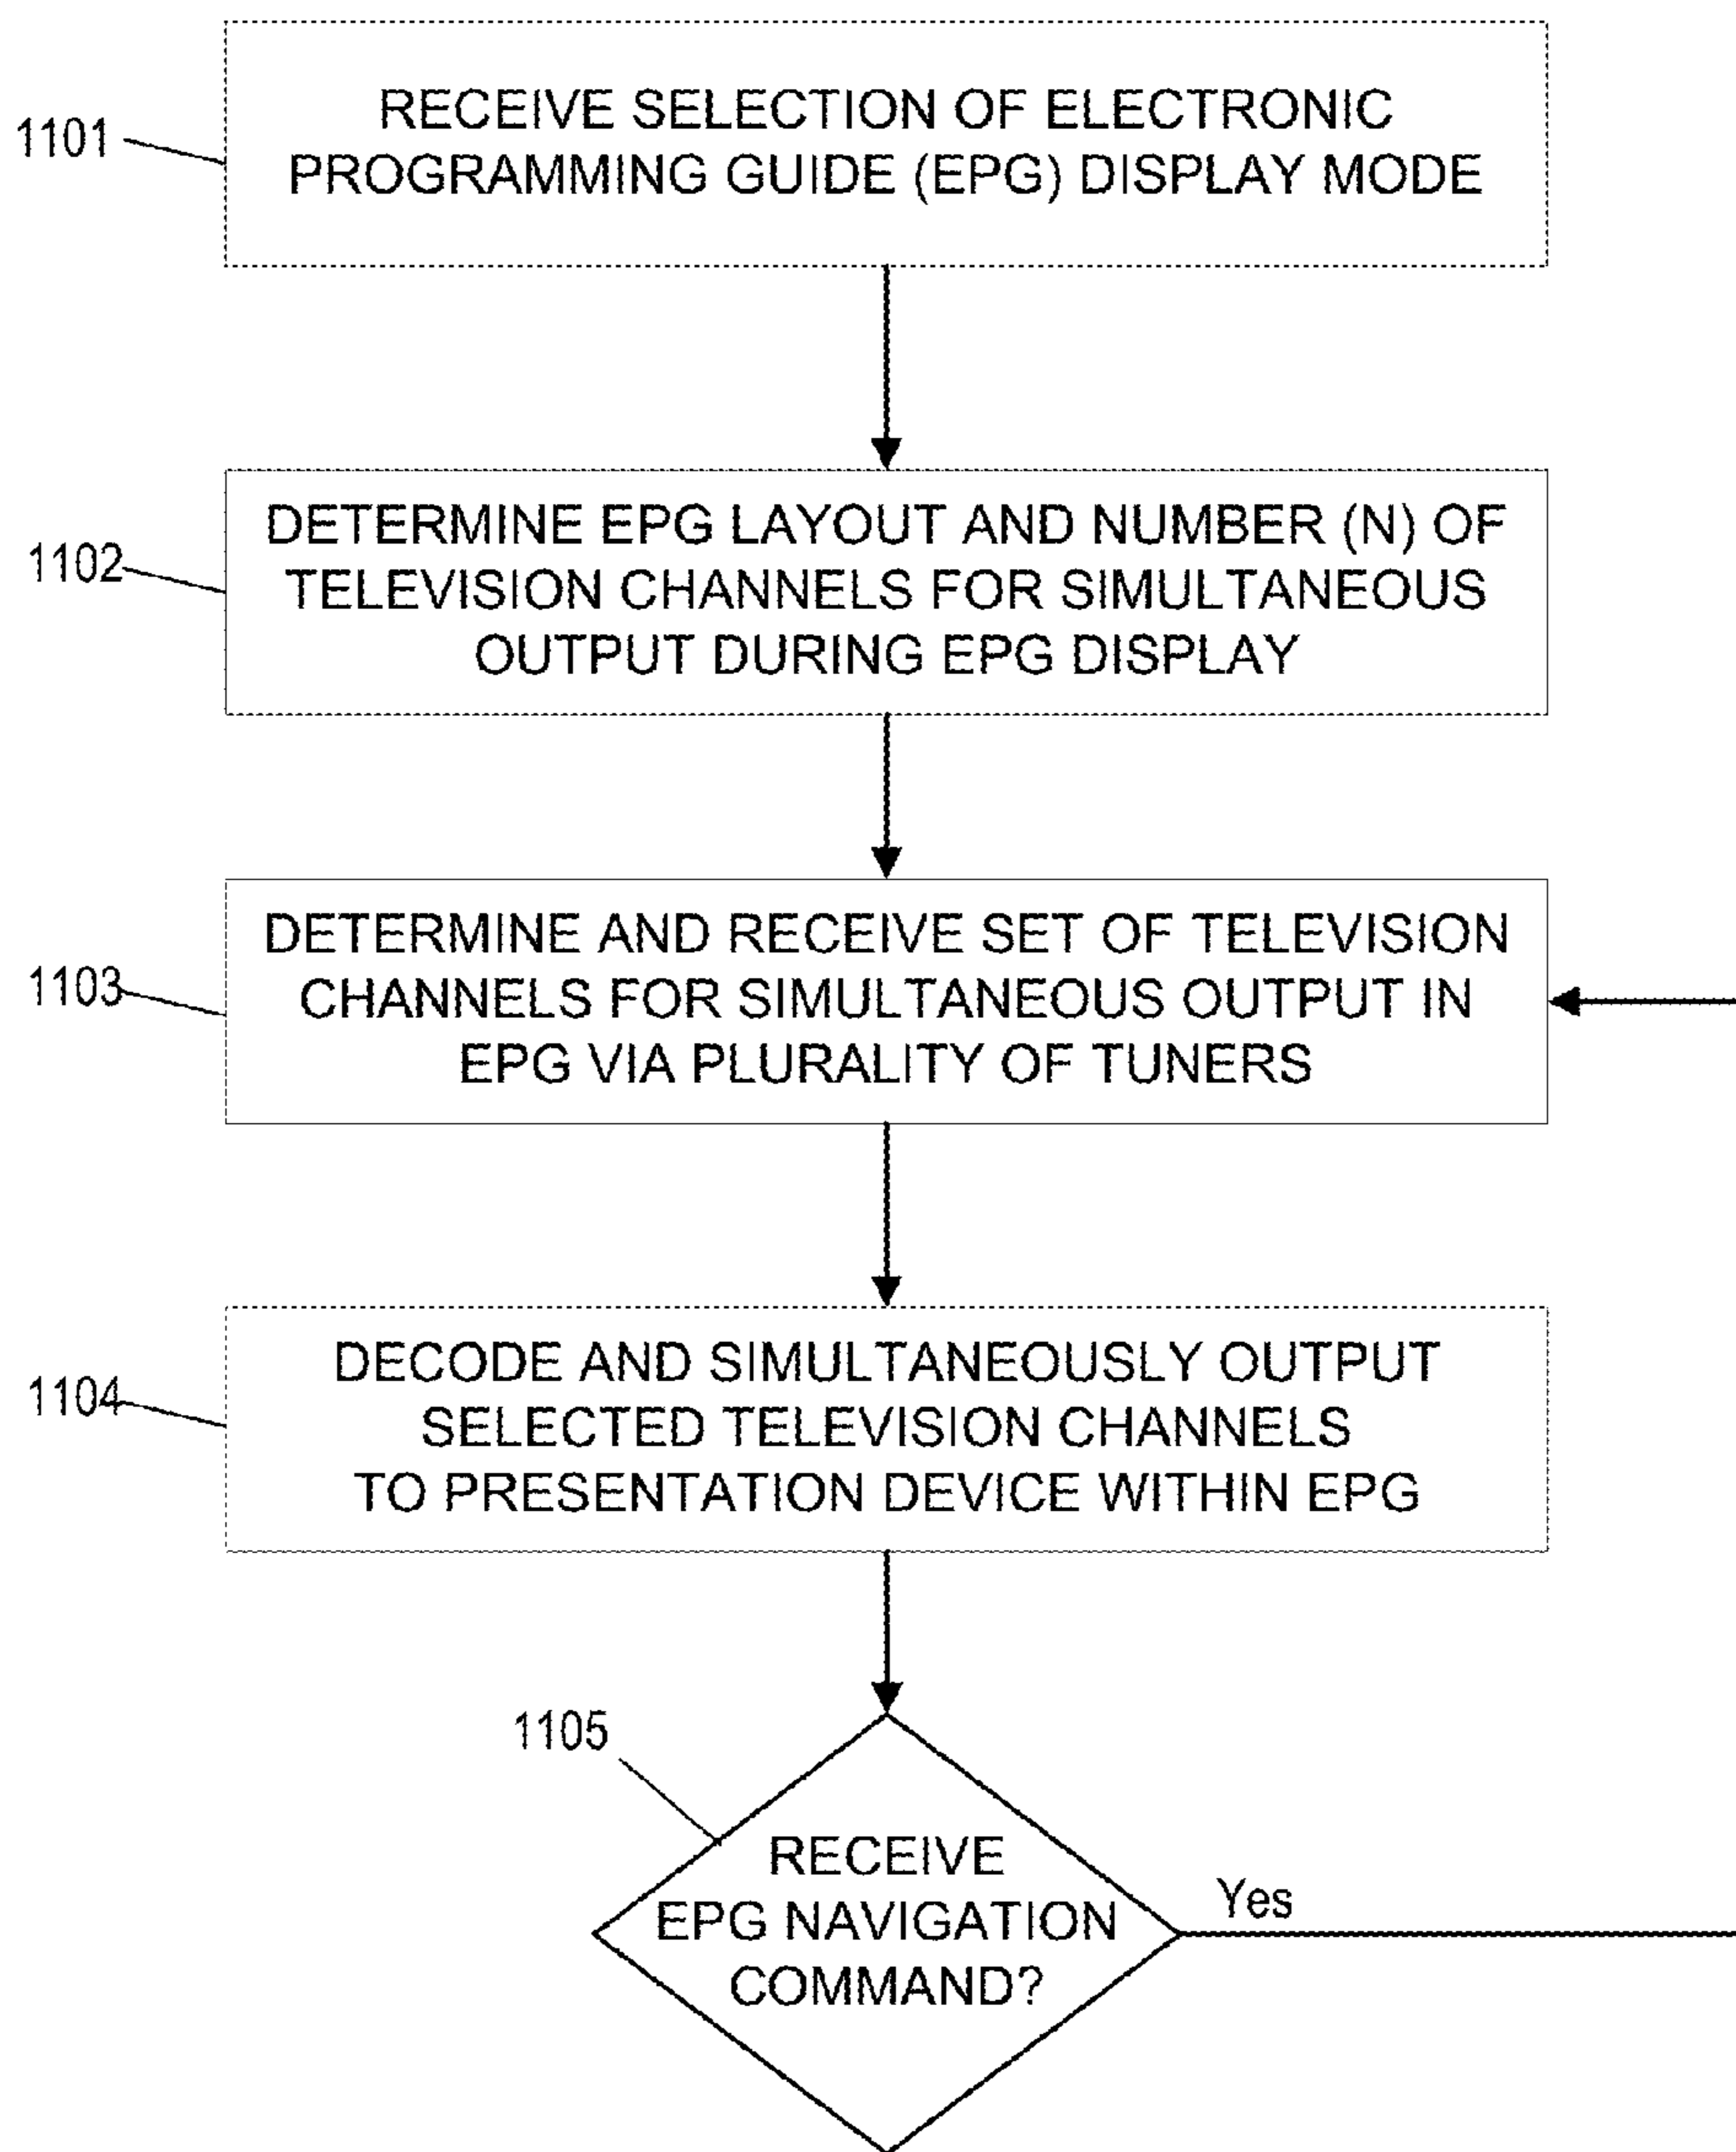 RECEIVE SELECTION OF ELECTRONIC
PROGRAMMING GUIDE (EPG) DISPLAY MODE
1101
DETERMINE EPG LAYOUT AND NUMBER (N) OF
TELEVISION CHANNELS FOR SIMULTANEOUS
OUTPUT DURING EPG DISPLAY
1102
DETERMINE AND RECEIVE SET OF TELEVISION
CHANNELS FOR SIMULTANEOUS OUTPUT IN
EPG VIA PLURALITY OF TUNERS
1103
DECODE AND SIMULTANEOUSLY OUTPUT
SELECTED TELEVISION CHANNELS
TO PRESENTATION DEVICE WITHIN EPG
1104
1105
RECEIVE
EPG NAVIGATION
COMMAND?
Yes